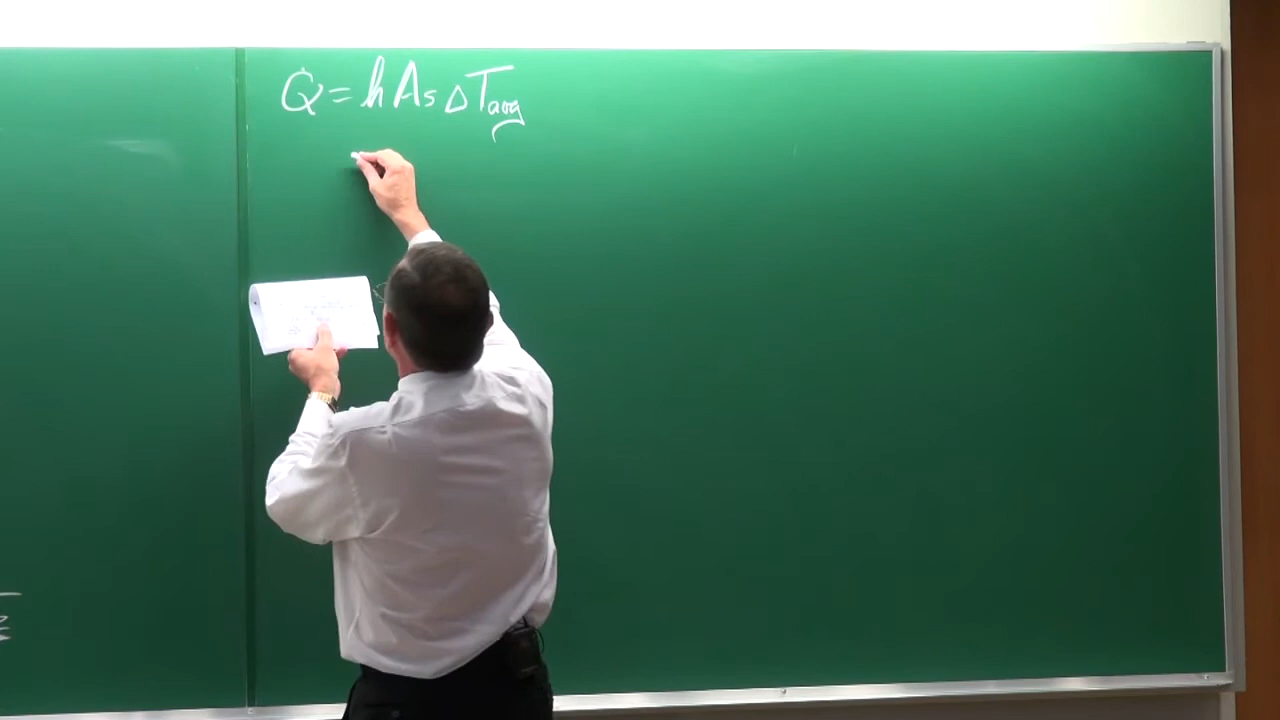 Q̇ = h As ΔTavg